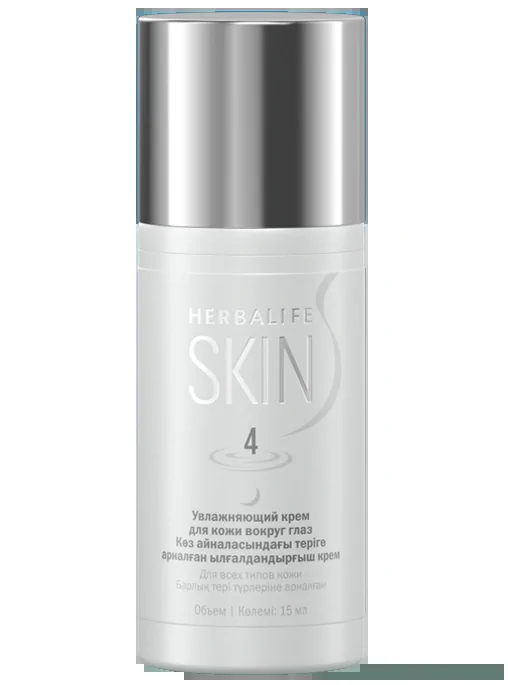 HERBALIFE
SKIN
4
Увлажняющий крем
для кожи вокруг глаз
Көз айналасындағы теріге
арналған ылғалдандырғыш крем
Для всех типов кожи
Барлық тері түрлеріне арналған
Объем | Көлемі: 15 мл